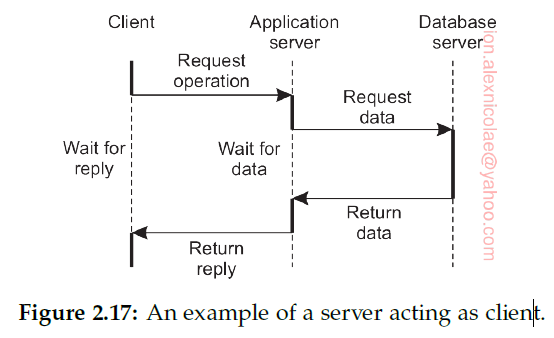 Client
Application
server
Database
server
Request
operation
Request
data
Wait for
reply
Wait for
data
Return
data
Return
reply
ion.alexnicolae@yahoo.com
Figure 2.17: An example of a server acting as client.